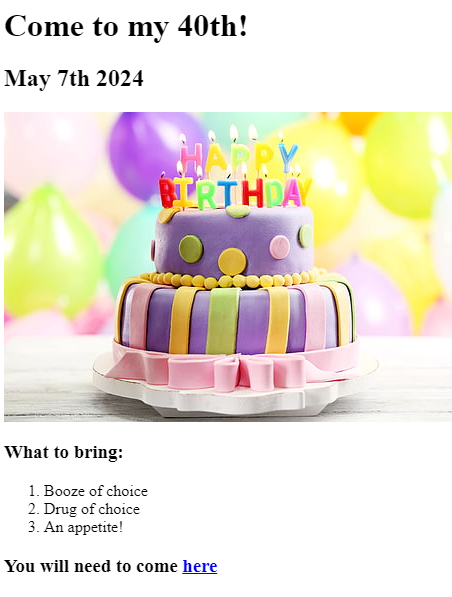 Come to my 40th!
May 7th 2024
HAPPY
BIRTHDAY
What to bring:
1. Booze of choice
2. Drug of choice
3. An appetite!
You will need to come here